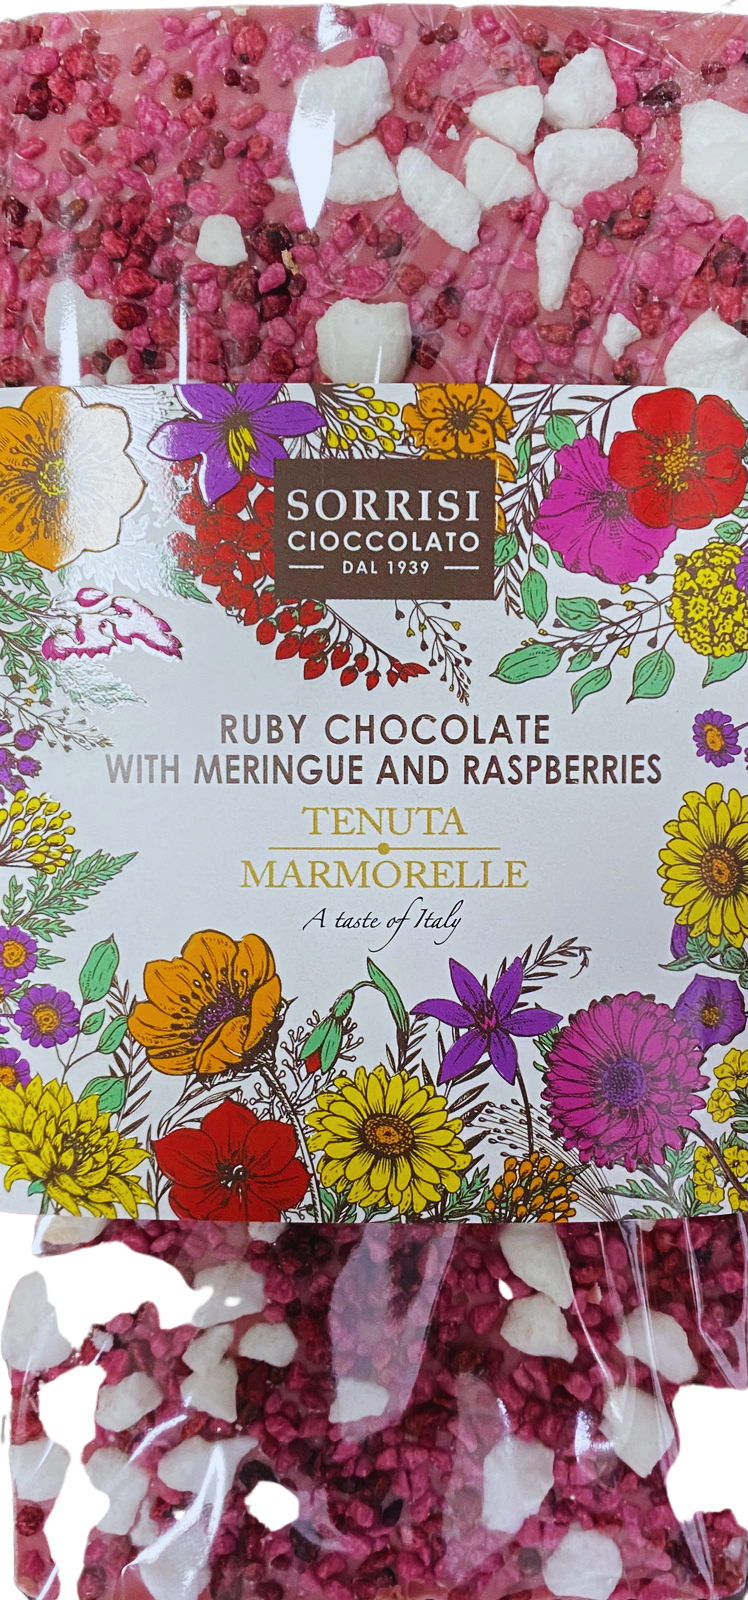 SORRISI
CIOCCOLATO
DAL 1939
RUBY CHOCOLATE
WITH MERINGUE AND RASPBERRIES
TENUTA
MARMORELLE
A taste of Italy